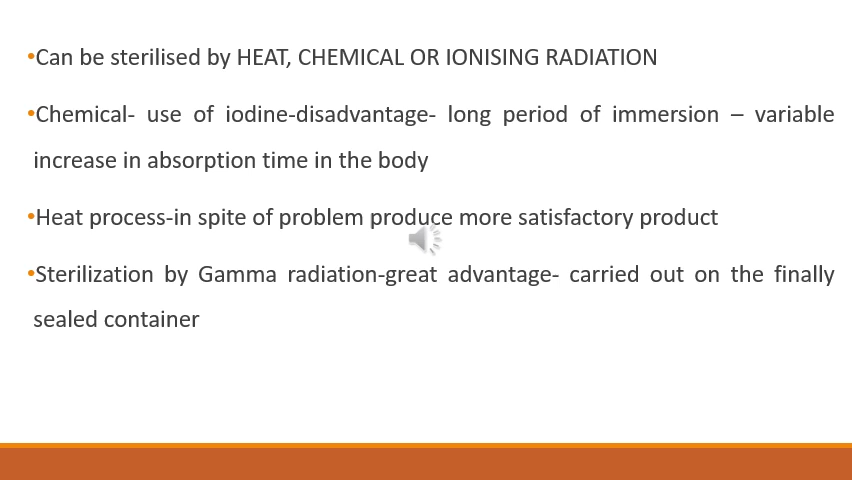 •Can be sterilised by HEAT, CHEMICAL OR IONISING RADIATION
•Chemical- use of iodine-disadvantage- long period of immersion – variable
increase in absorption time in the body
•Heat process-in spite of problem produce more satisfactory product
•Sterilization by Gamma radiation-great advantage- carried out on the finally
sealed container